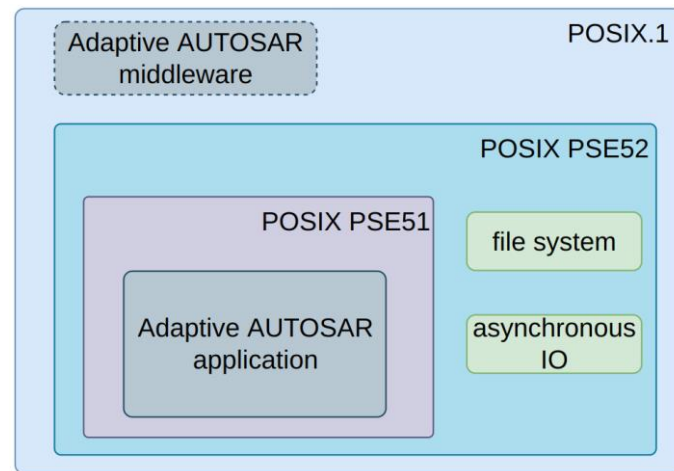 Adaptive AUTOSAR
middleware
POSIX.1
POSIX PSE52
POSIX PSE51
file system
Adaptive AUTOSAR
application
asynchronous
IO